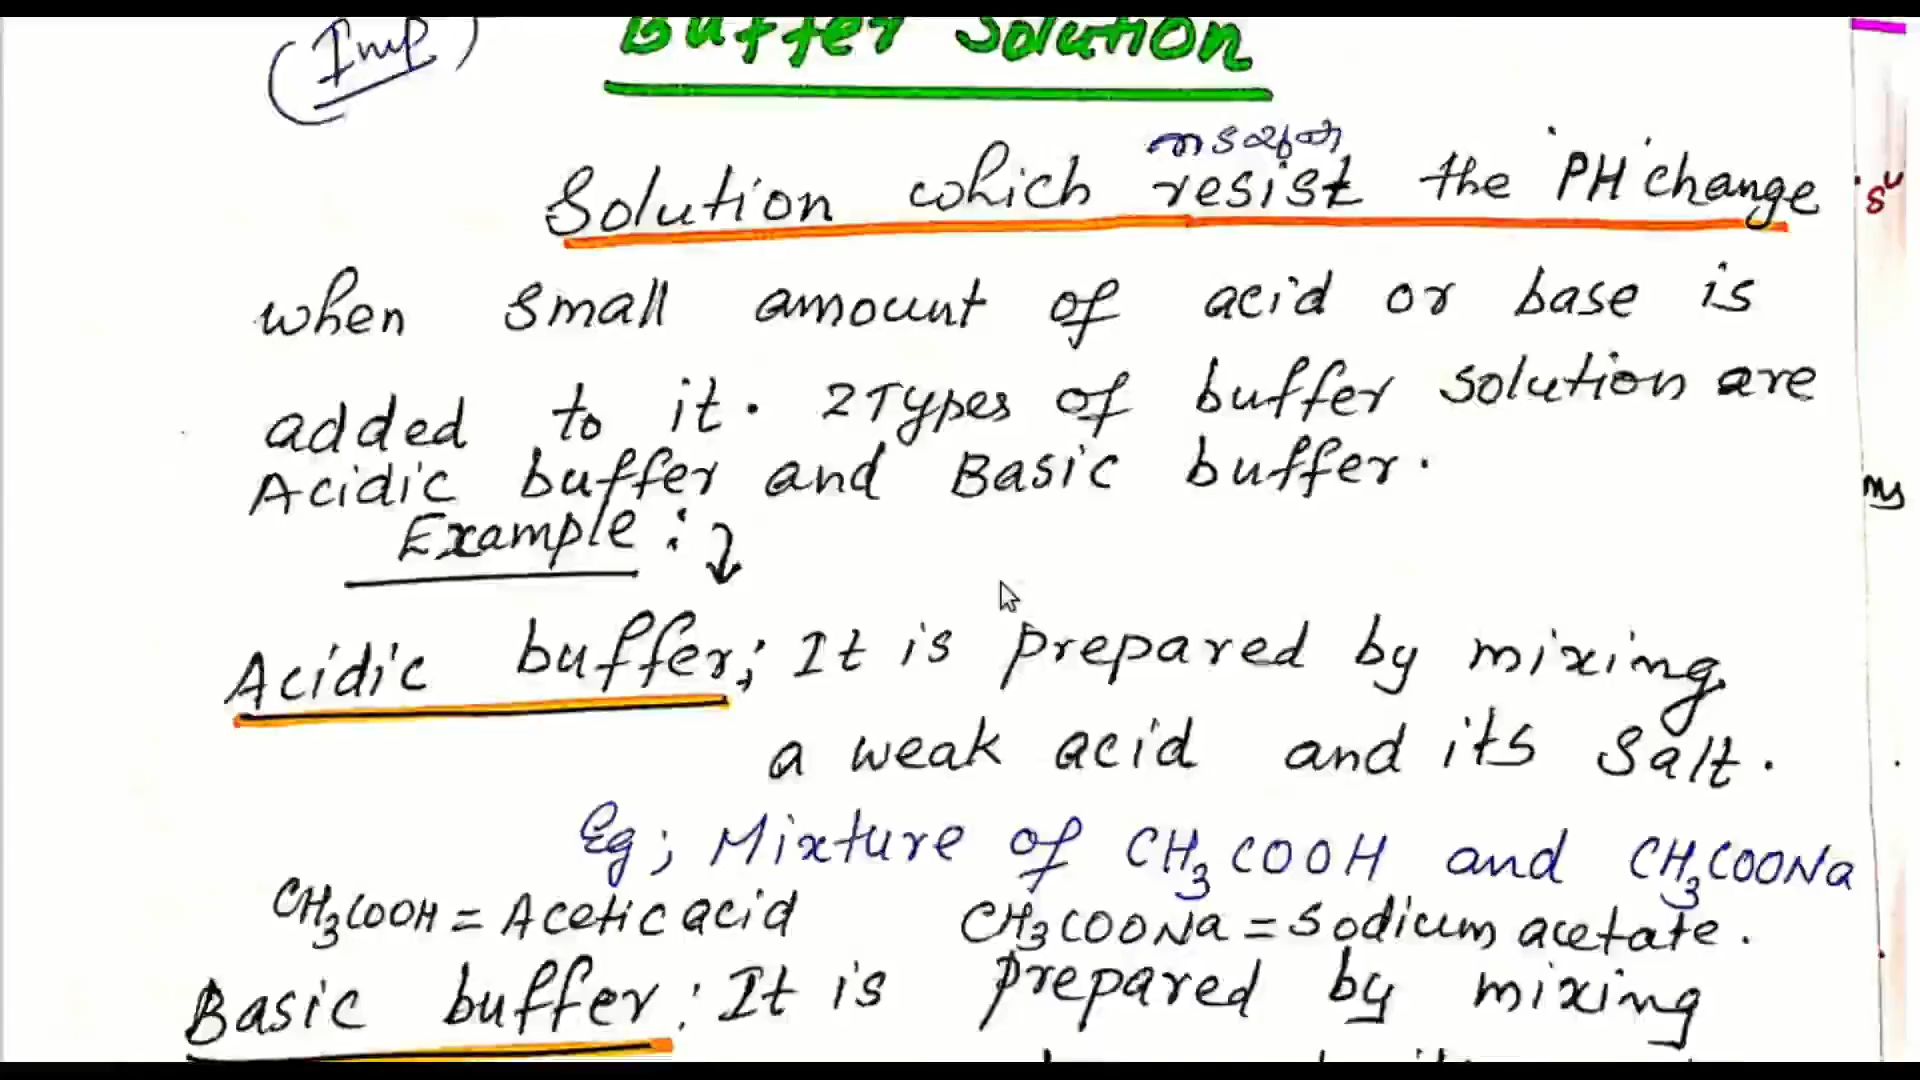 (Imp)
Buffer Solution
Solution which resist the PH change
when small amount of acid or base is
added to it. 2 Types of buffer solution are
Acidic buffer and Basic buffer.
Example :
Acidic buffer; It is prepared by mixing
a weak acid and its salt.
Eg; Mixture of CH₃COOH and CH₃COONa
CH₃COOH = Acetic acid CH₃COONa = Sodium acetate.
Basic buffer : It is prepared by mixing